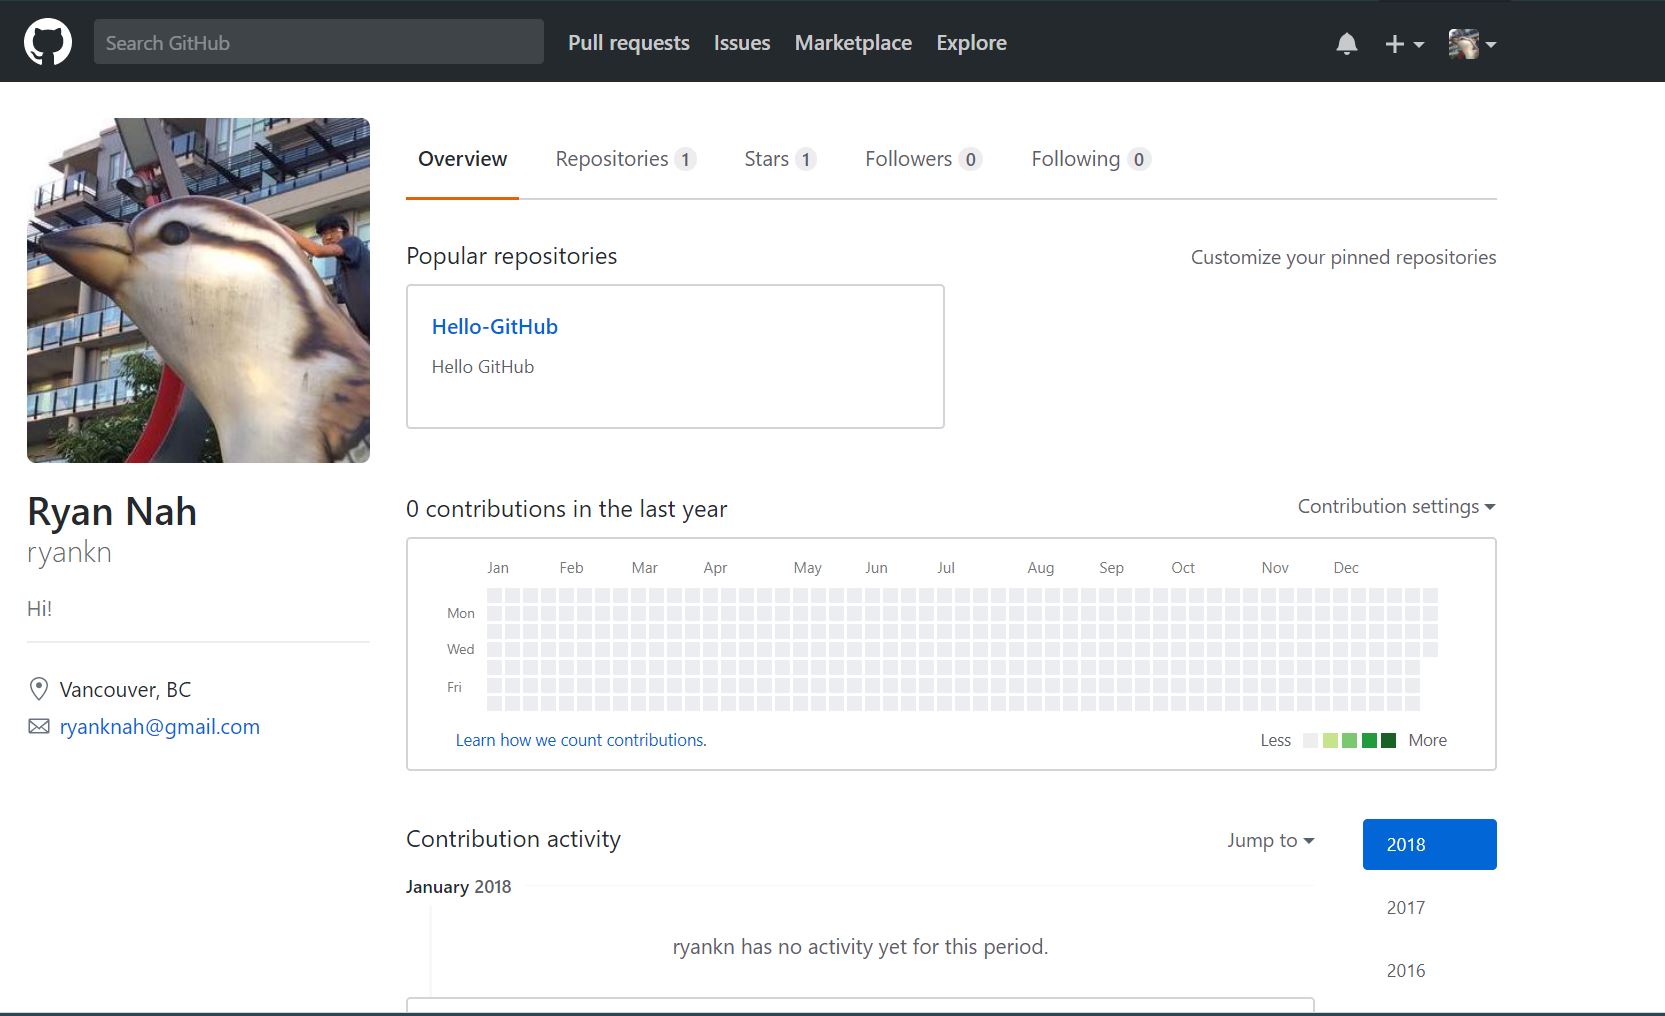 Search GitHub
Pull requests Issues Marketplace Explore
Overview Repositories 1 Stars 1 Followers 0 Following 0
Popular repositories
Customize your pinned repositories
Hello-GitHub
Hello GitHub
Ryan Nah
ryankn
Hi!
Vancouver, BC
ryanknah@gmail.com
0 contributions in the last year
Contribution settings
Jan Feb Mar Apr May Jun Jul Aug Sep Oct Nov Dec
Mon
Wed
Fri
Learn how we count contributions.
Less More
Contribution activity
Jump to
January 2018
ryankn has no activity yet for this period.
2018
2017
2016